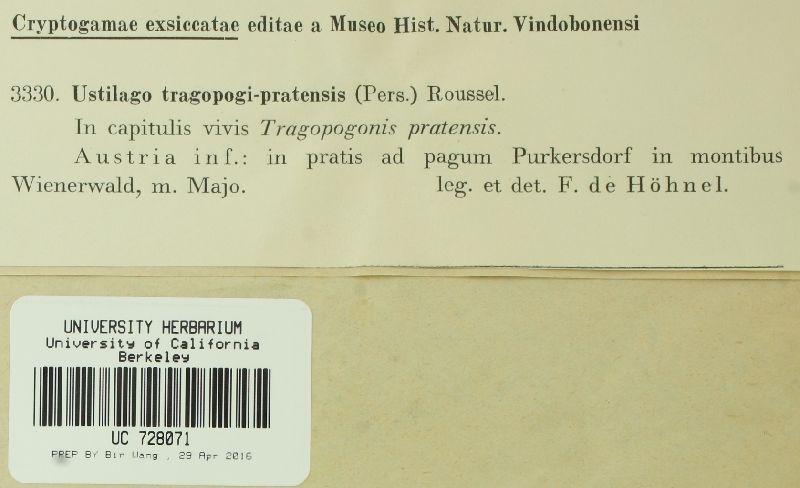 Cryptogamae exsiccatae editae a Museo Hist. Natur. Vindobonensi
3330. Ustilago tragopogi-pratensis (Pers.) Roussel.
In capitulis vivis Tragopogonis pratensis.
Austria inf.: in pratis ad pagum Purkersdorf in montibus
Wienerwald, m. Majo. leg. et det. F. de Höhnel.
UNIVERSITY HERBARIUM
University of California
Berkeley
UC 728071
PREP BY Bir Wang , 29 Apr 2016